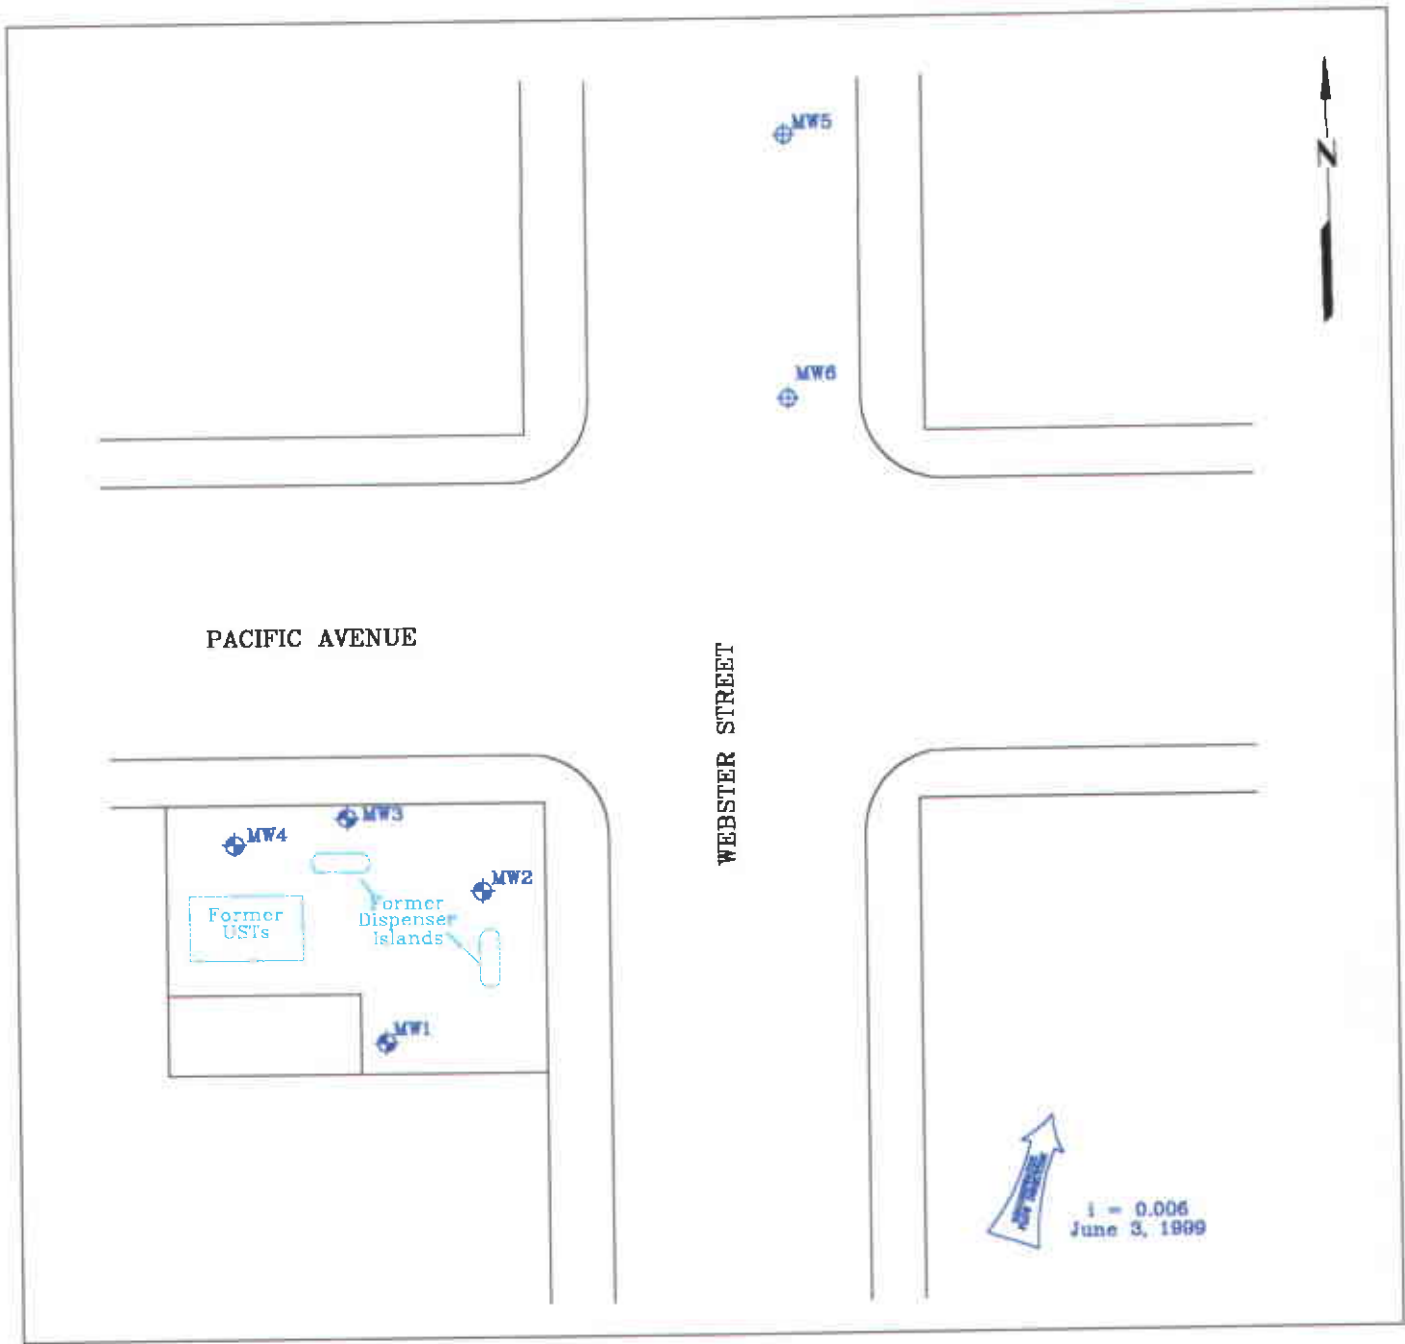 MW5
N
MW6
PACIFIC AVENUE
WEBSTER STREET
MW3
MW4
MW2
Former
USTs
Former
Dispenser
Islands
MW1
i = 0.006
June 3, 1999